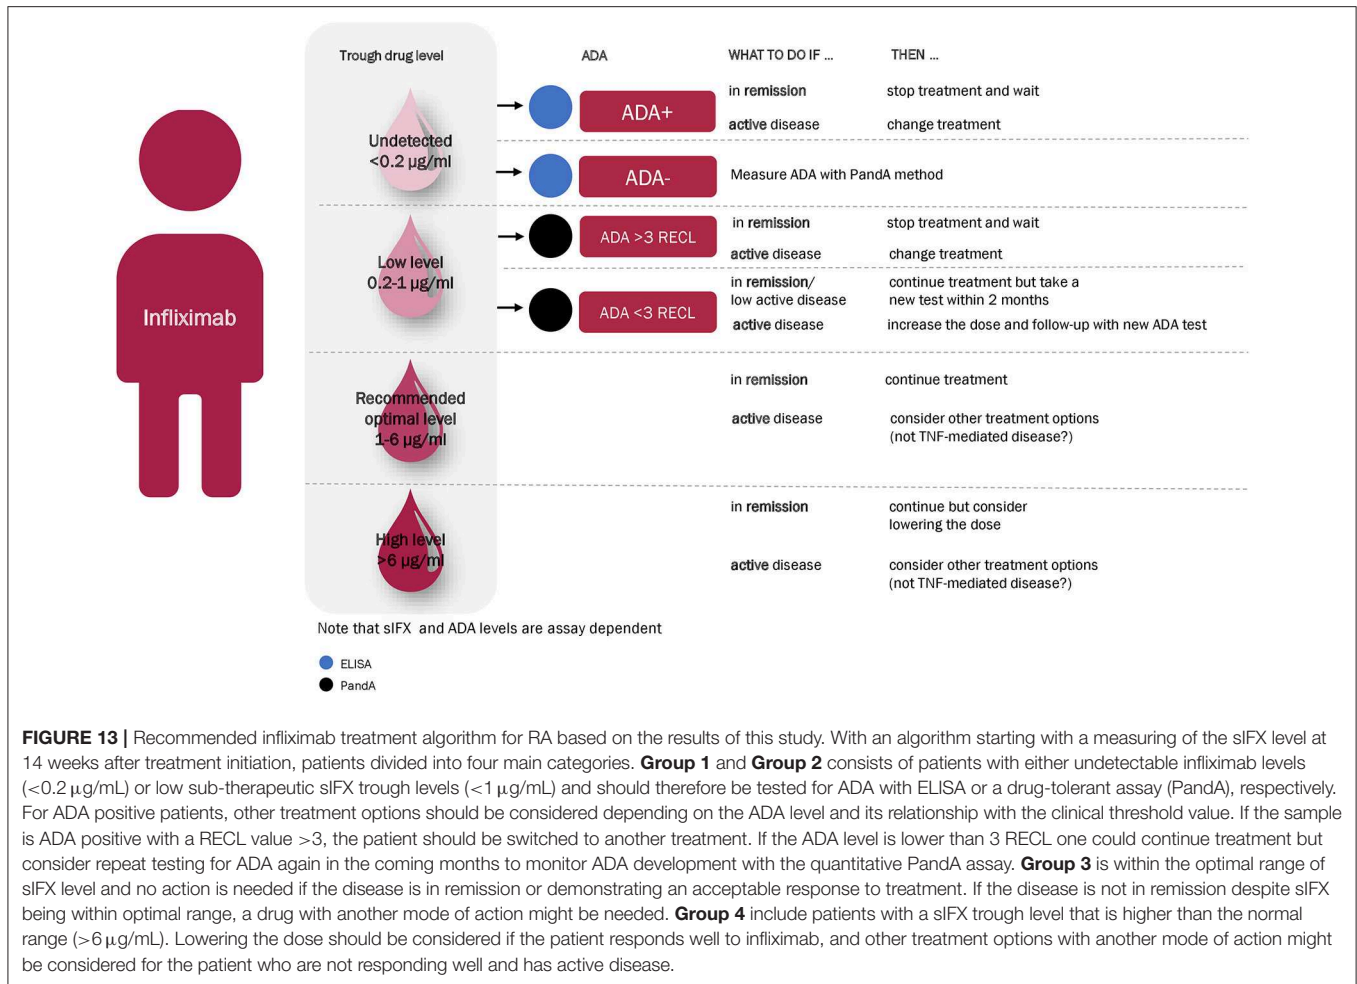 Trough drug level
ADA
WHAT TO DO IF ...
THEN ...
Infliximab
Undetected
<0.2 µg/ml
ADA+
in remission
stop treatment and wait
active disease
change treatment
ADA-
Measure ADA with PandA method
Low level
0.2-1 µg/ml
ADA >3 RECL
in remission
stop treatment and wait
active disease
change treatment
ADA <3 RECL
in remission/
low active disease
continue treatment but take a
new test within 2 months
active disease
increase the dose and follow-up with new ADA test
Recommended
optimal level
1-6 µg/ml
in remission
continue treatment
active disease
consider other treatment options
(not TNF-mediated disease?)
High level
>6 µg/ml
in remission
continue but consider
lowering the dose
active disease
consider other treatment options
(not TNF-mediated disease?)
Note that sIFX and ADA levels are assay dependent
ELISA
PandA
FIGURE 13 | Recommended infliximab treatment algorithm for RA based on the results of this study. With an algorithm starting with a measuring of the sIFX level at
14 weeks after treatment initiation, patients divided into four main categories. Group 1 and Group 2 consists of patients with either undetectable infliximab levels
(<0.2 µg/mL) or low sub-therapeutic sIFX trough levels (<1 µg/mL) and should therefore be tested for ADA with ELISA or a drug-tolerant assay (PandA), respectively.
For ADA positive patients, other treatment options should be considered depending on the ADA level and its relationship with the clinical threshold value. If the sample
is ADA positive with a RECL value >3, the patient should be switched to another treatment. If the ADA level is lower than 3 RECL one could continue treatment but
consider repeat testing for ADA again in the coming months to monitor ADA development with the quantitative PandA assay. Group 3 is within the optimal range of
sIFX level and no action is needed if the disease is in remission or demonstrating an acceptable response to treatment. If the disease is not in remission despite sIFX
being within optimal range, a drug with another mode of action might be needed. Group 4 include patients with a sIFX trough level that is higher than the normal
range (>6 µg/mL). Lowering the dose should be considered if the patient responds well to infliximab, and other treatment options with another mode of action might
be considered for the patient who are not responding well and has active disease.